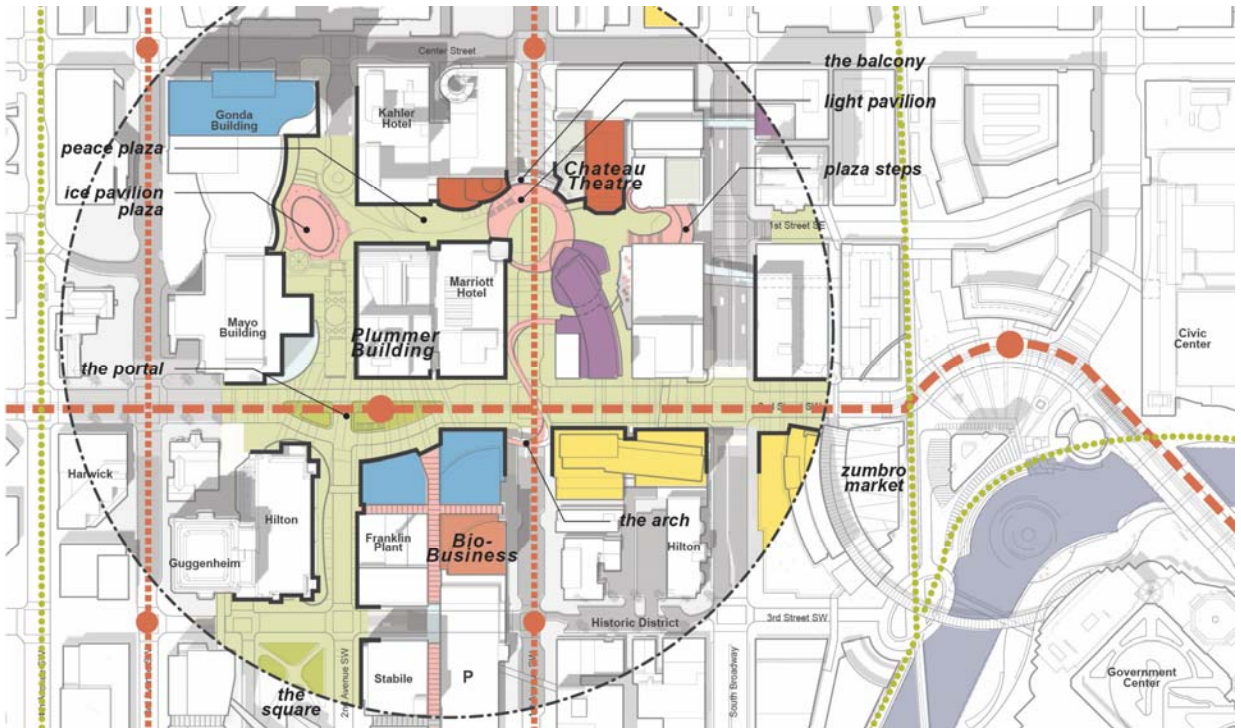 Center Street
the balcony
light pavilion
Gonda
Building
Kahler
Hotel
peace plaza
Chateau
Theatre
plaza steps
ice pavilion
plaza
1st Street SE
Marriott
Hotel
Mayo
Building
Plummer
Building
Civic
Center
the portal
Harwick
zumbro
market
Hilton
the arch
Franklin
Plant
Bio-
Business
Hilton
Guggenheim
Historic District
3rd Street SW
Stabile
P
Government
Center
the
square
2nd Avenue SW
South Broadway